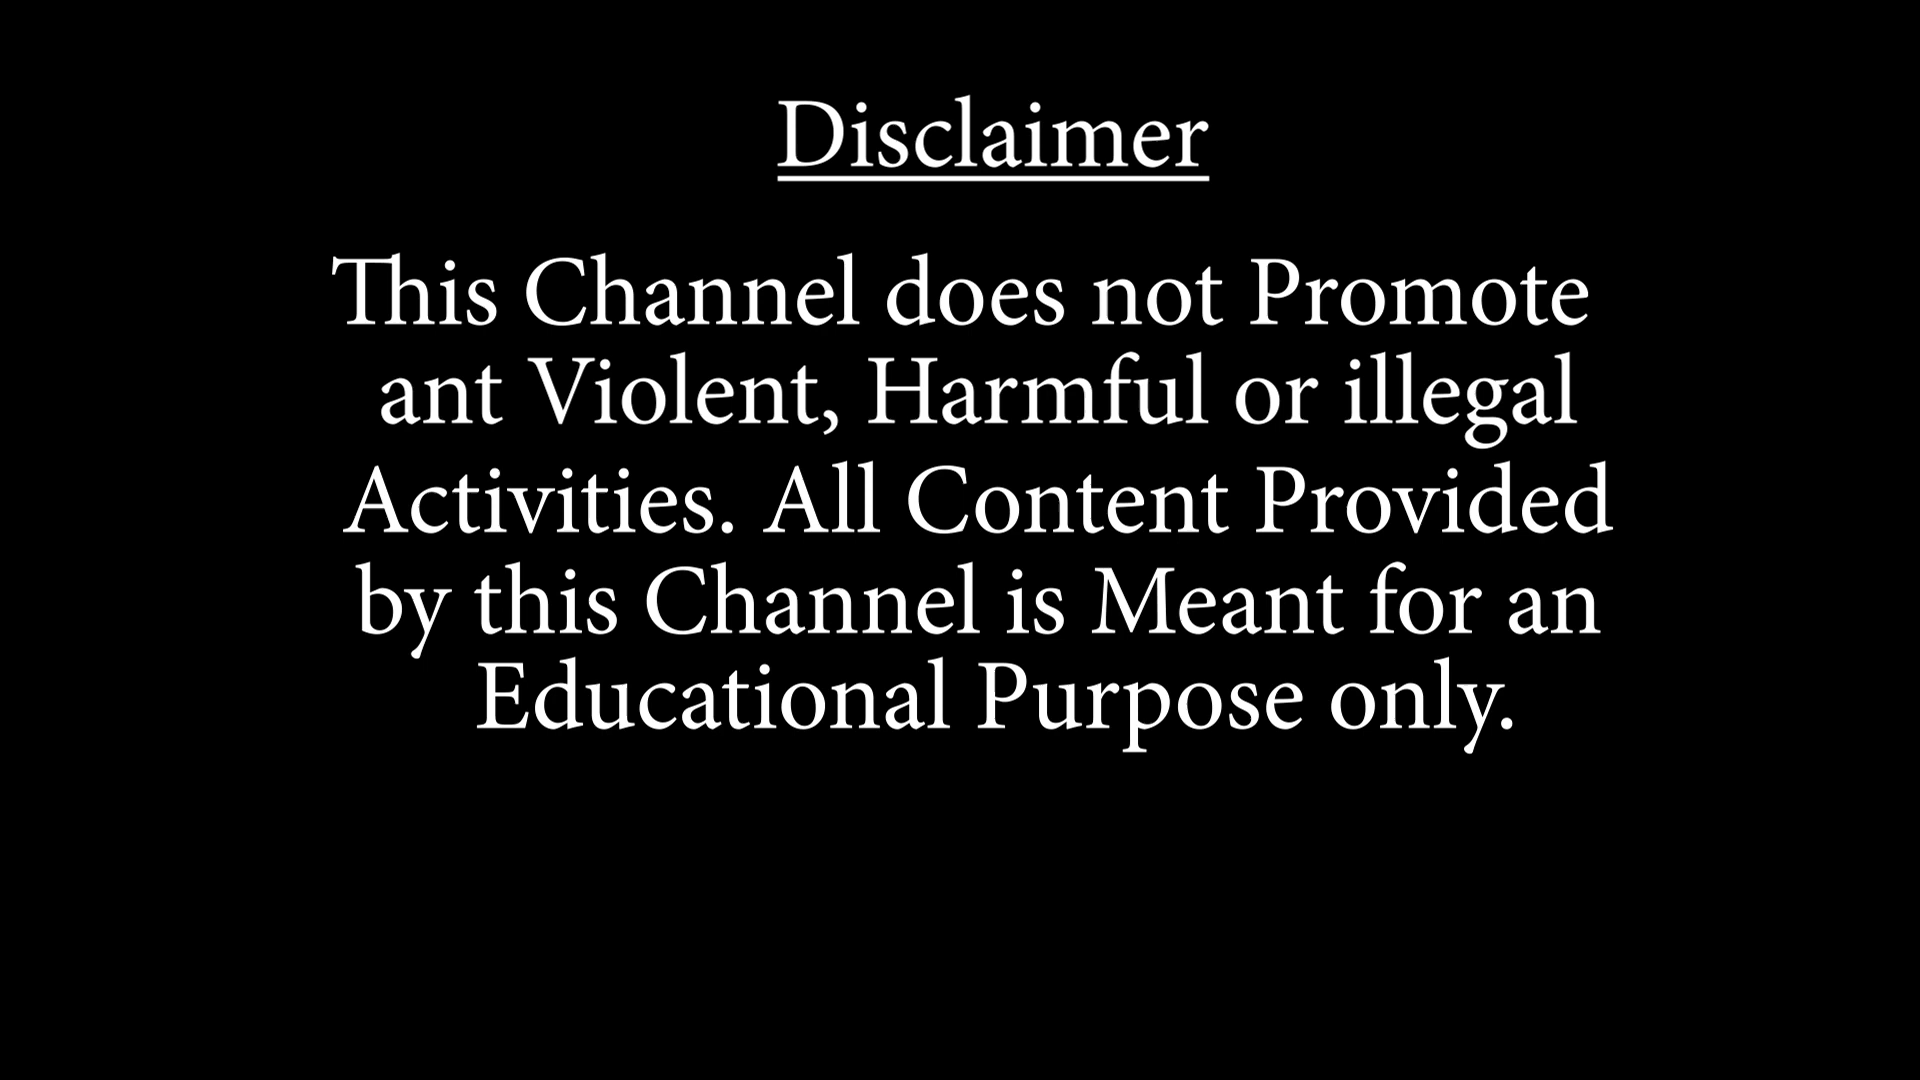 Disclaimer
This Channel does not Promote
ant Violent, Harmful or illegal
Activities. All Content Provided
by this Channel is Meant for an
Educational Purpose only.